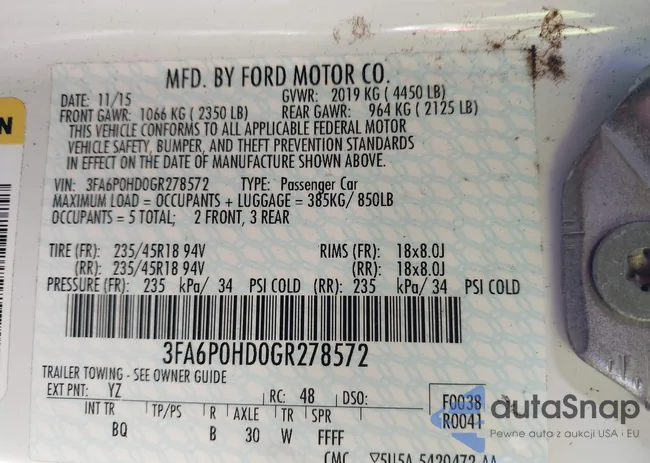 MFD. BY FORD MOTOR CO.
DATE: 11/15 GVWR: 2019 KG ( 4450 LB)
FRONT GAWR: 1066 KG ( 2350 LB) REAR GAWR: 964 KG ( 2125 LB)
THIS VEHICLE CONFORMS TO ALL APPLICABLE FEDERAL MOTOR
VEHICLE SAFETY, BUMPER, AND THEFT PREVENTION STANDARDS
IN EFFECT ON THE DATE OF MANUFACTURE SHOWN ABOVE.
VIN: 3FA6P0HD0GR278572 TYPE: Passenger Car
MAXIMUM LOAD = OCCUPANTS + LUGGAGE = 385KG/ 850LB
OCCUPANTS = 5 TOTAL; 2 FRONT, 3 REAR
TIRE (FR): 235/45R18 94V RIMS (FR): 18x8.0J
(RR): 235/45R18 94V (RR): 18x8.0J
PRESSURE (FR): 235 kPa/ 34 PSI COLD (RR): 235 kPa/ 34 PSI COLD
3FA6P0HD0GR278572
TRAILER TOWING - SEE OWNER GUIDE
EXT PNT: YZ RC: 48 DSO: F0038
R0041
INT TR TP/PS R AXLE TR SPR
BQ B 30 W FFFF
CMC 5U5A 5420472 AA
N
autaSnap
Pewne auto z aukcji USA i EU